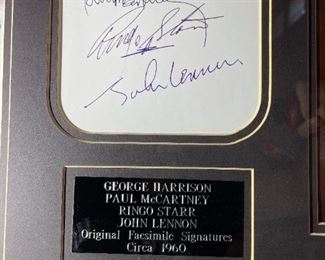 Ringo Starr
John Lennon
GEORGE HARRISON
PAUL McCARTNEY
RINGO STARR
JOHN LENNON
Original Facsimile Signatures
Circa 1960